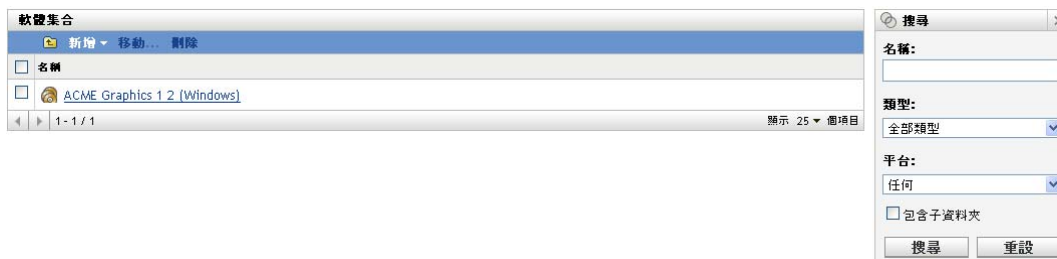 軟體集合
新增 移動... 刪除
名稱
ACME Graphics 1 2 (Windows)
1 - 1 / 1
顯示 25 個項目
搜尋
名稱:
類型:
全部類型
平台:
任何
包含子資料夾
搜尋 重設